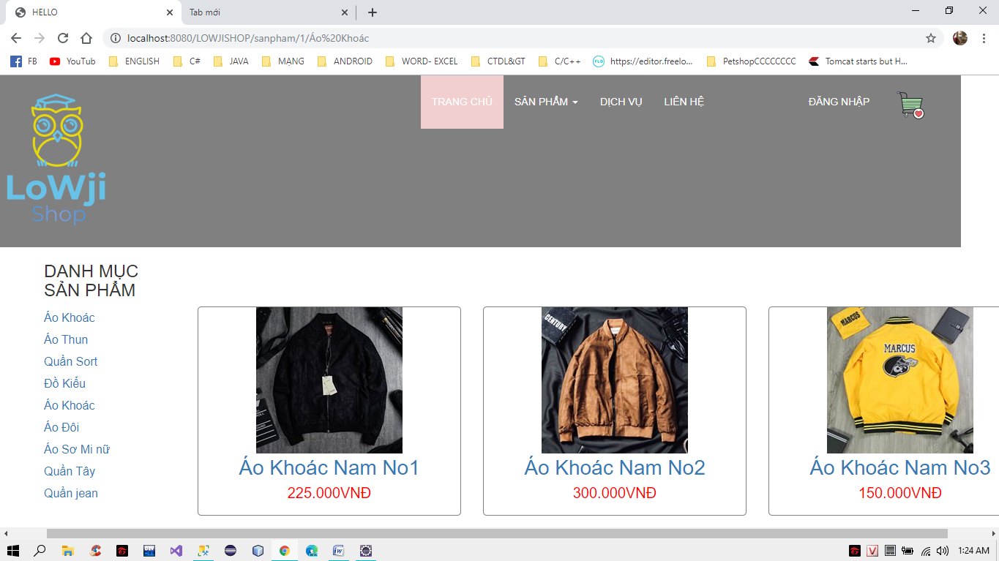 HELLO
Tab mới
localhost:8080/LOWJISHOP/sanpham/1/Áo%20Khoác
FB
YouTub
ENGLISH
C#
JAVA
MẠNG
ANDROID
WORD- EXCEL
CTDL&GT
C/C++
FLB
https://editor.freelo...
PetshopCCCCCCCC
Tomcat starts but H...
TRANG CHỦ
SẢN PHẨM
DỊCH VỤ
LIÊN HỆ
ĐĂNG NHẬP
LoWji
Shop
DANH MỤC
SẢN PHẨM
Áo Khoác
Áo Thun
Quần Sort
Đồ Kiểu
Áo Khoác
Áo Đôi
Áo Sơ Mi nữ
Quần Tây
Quần jean
Áo Khoác Nam No1
225.000VNĐ
CENTURY
Áo Khoác Nam No2
300.000VNĐ
MARCUS
MARCUS
Áo Khoác Nam No3
150.000VNĐ
1:24 AM